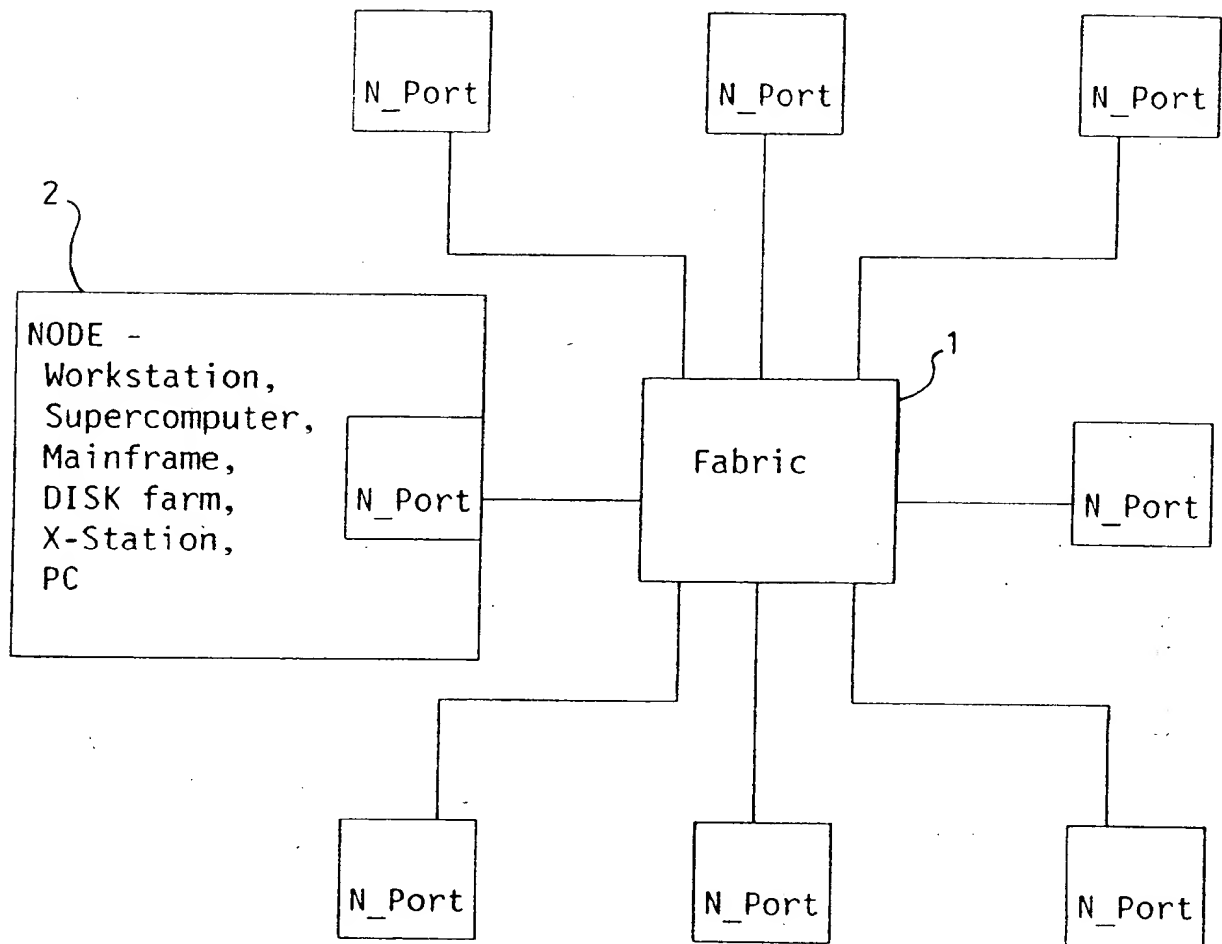 N_Port
N_Port
N_Port
2
NODE -
Workstation,
Supercomputer,
Mainframe,
DISK farm,
X-Station,
PC
N_Port
1
Fabric
N_Port
N_Port
N_Port
N_Port